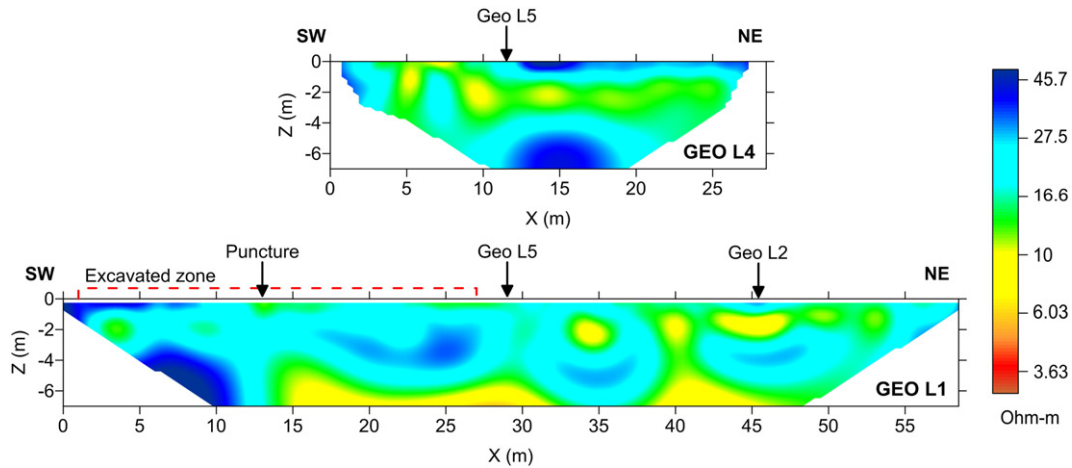 Geo L5
SW NE
0
-2
-4
-6
Z (m)
GEO L4
0 5 10 15 20 25
X (m)
Puncture Geo L5 Geo L2
SW Excavated zone NE
0
-2
-4
-6
Z (m)
GEO L1
0 5 10 15 20 25 30 35 40 45 50 55
X (m)
45.7
27.5
16.6
10
6.03
3.63
Ohm-m